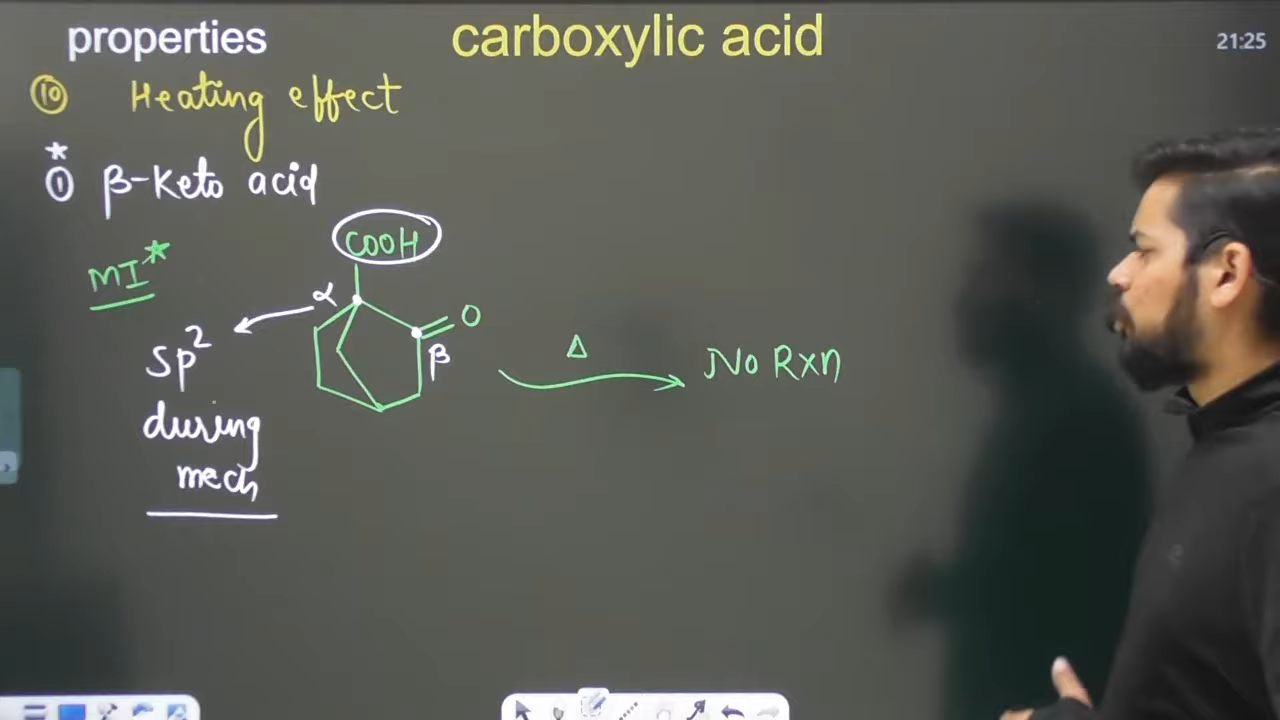 properties
carboxylic acid
21:25
⑩ Heating effect
*
① β-Keto acid
MI*
COOH
α
O
β
Sp²
during
mech
Δ
No Rxn